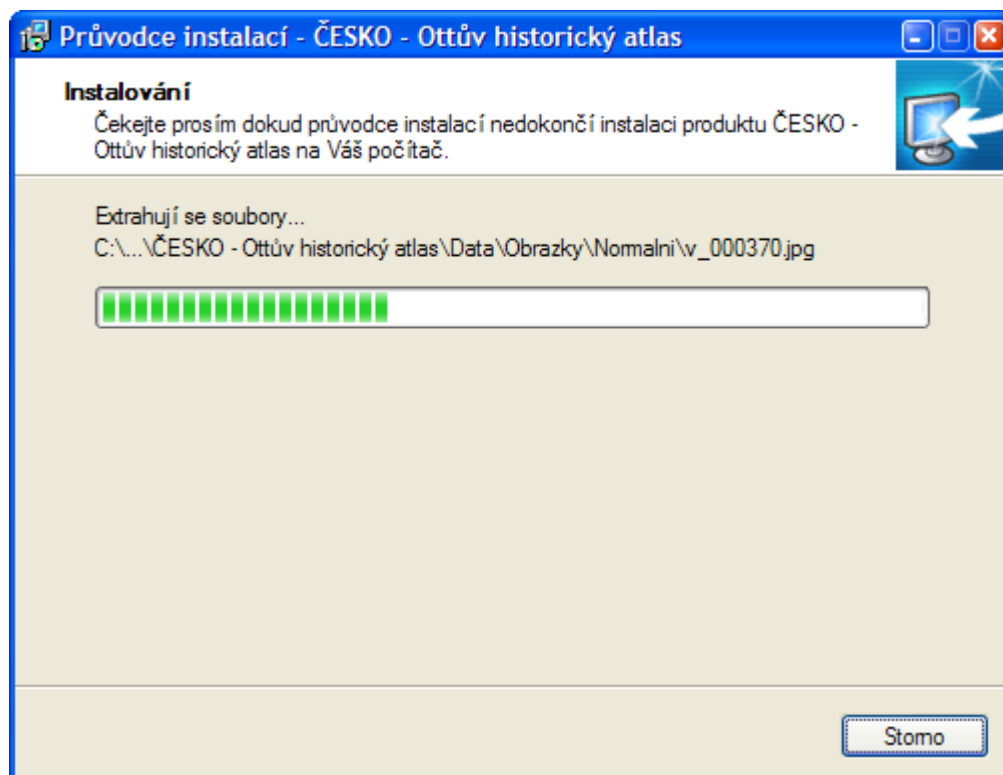 Průvodce instalací - ČESKO - Ottův historický atlas
Instalování
Čekejte prosím dokud průvodce instalací nedokončí instalaci produktu ČESKO -
Ottův historický atlas na Váš počítač.
Extrahují se soubory...
C:\...\ČESKO - Ottův historický atlas\Data\Obrazky\Normalni\v_000370.jpg
Storno